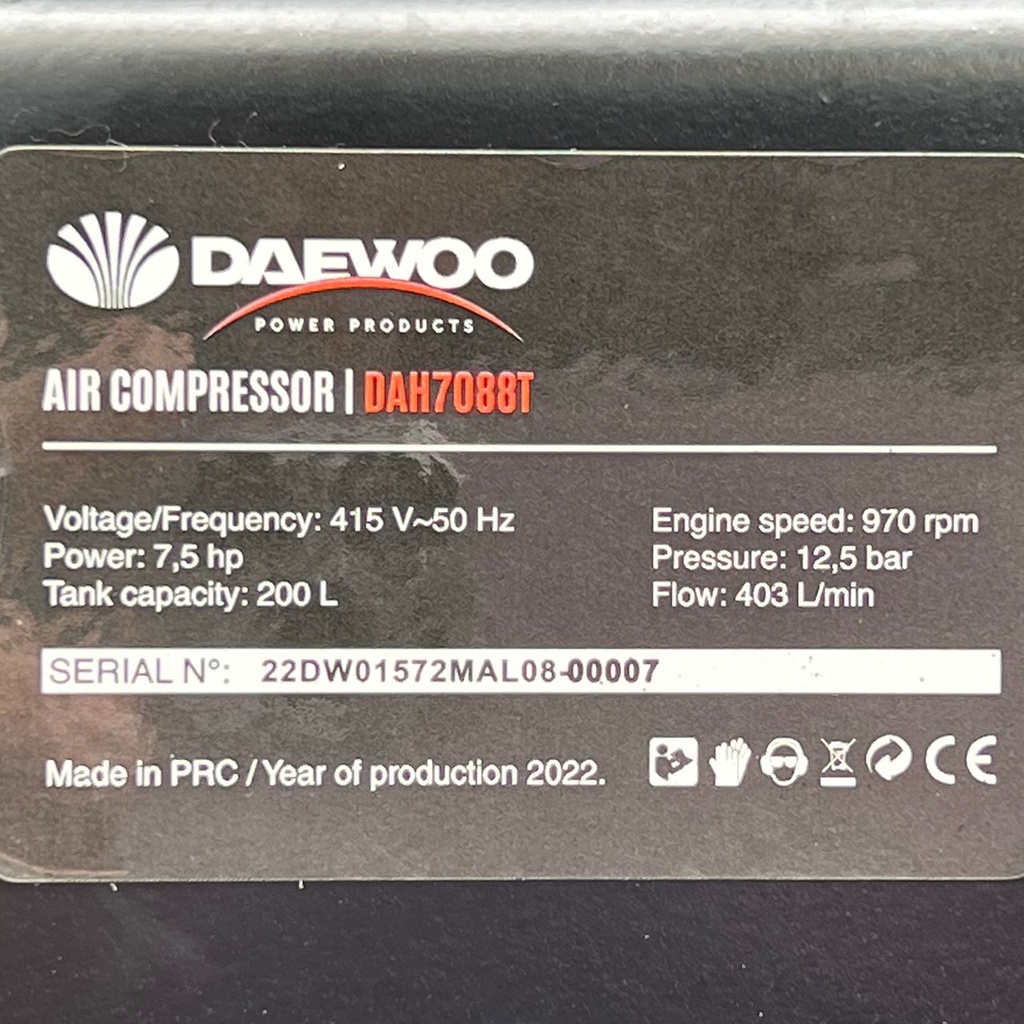 DAEWOO
POWER PRODUCTS
AIR COMPRESSOR | DAH7088T
Voltage/Frequency: 415 V~50 Hz
Power: 7,5 hp
Tank capacity: 200 L
Engine speed: 970 rpm
Pressure: 12,5 bar
Flow: 403 L/min
SERIAL N°: 22DW01572MAL08-00007
Made in PRC / Year of production 2022.
CE